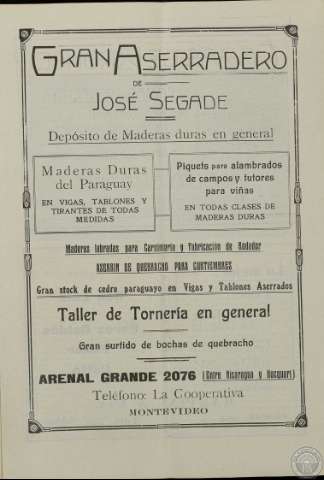 GRAN ASERRADERO
DE
JOSÉ SEGADE
Depósito de Maderas duras en general
Maderas Duras
del Paraguay
EN VIGAS, TABLONES Y
TIRANTES DE TODAS
MEDIDAS
Piquets para alambrados
de campos y tutores
para viñas
EN TODAS CLASES DE
MADERAS DURAS
Maderas labradas para Carpintería y Fabricación de Rodados
ASERRIN DE QUEBRACHO PARA CURTIEMBRES
Gran stock de cedro paraguayo en Vigas y Tablones Aserrados
Taller de Tornería en general
Gran surtido de bochas de quebracho
ARENAL GRANDE 2076 (Entre Nicaragua y
Teléfono: La Cooperativa
MONTEVIDEO